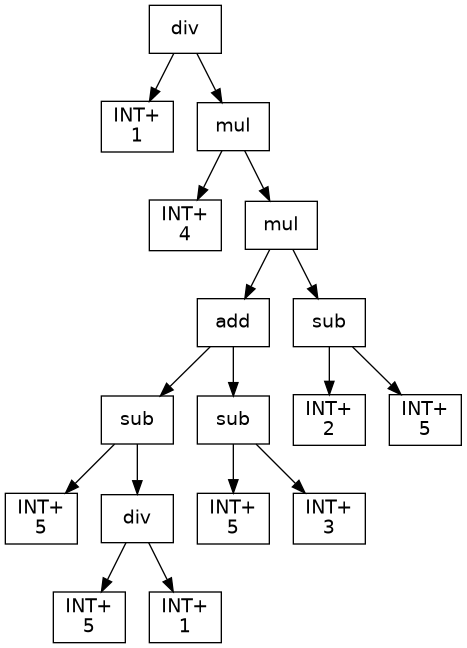 div
INT+
1
mul
INT+
4
mul
add
sub
sub
sub
INT+
2
INT+
5
INT+
5
div
INT+
5
INT+
3
INT+
5
INT+
1